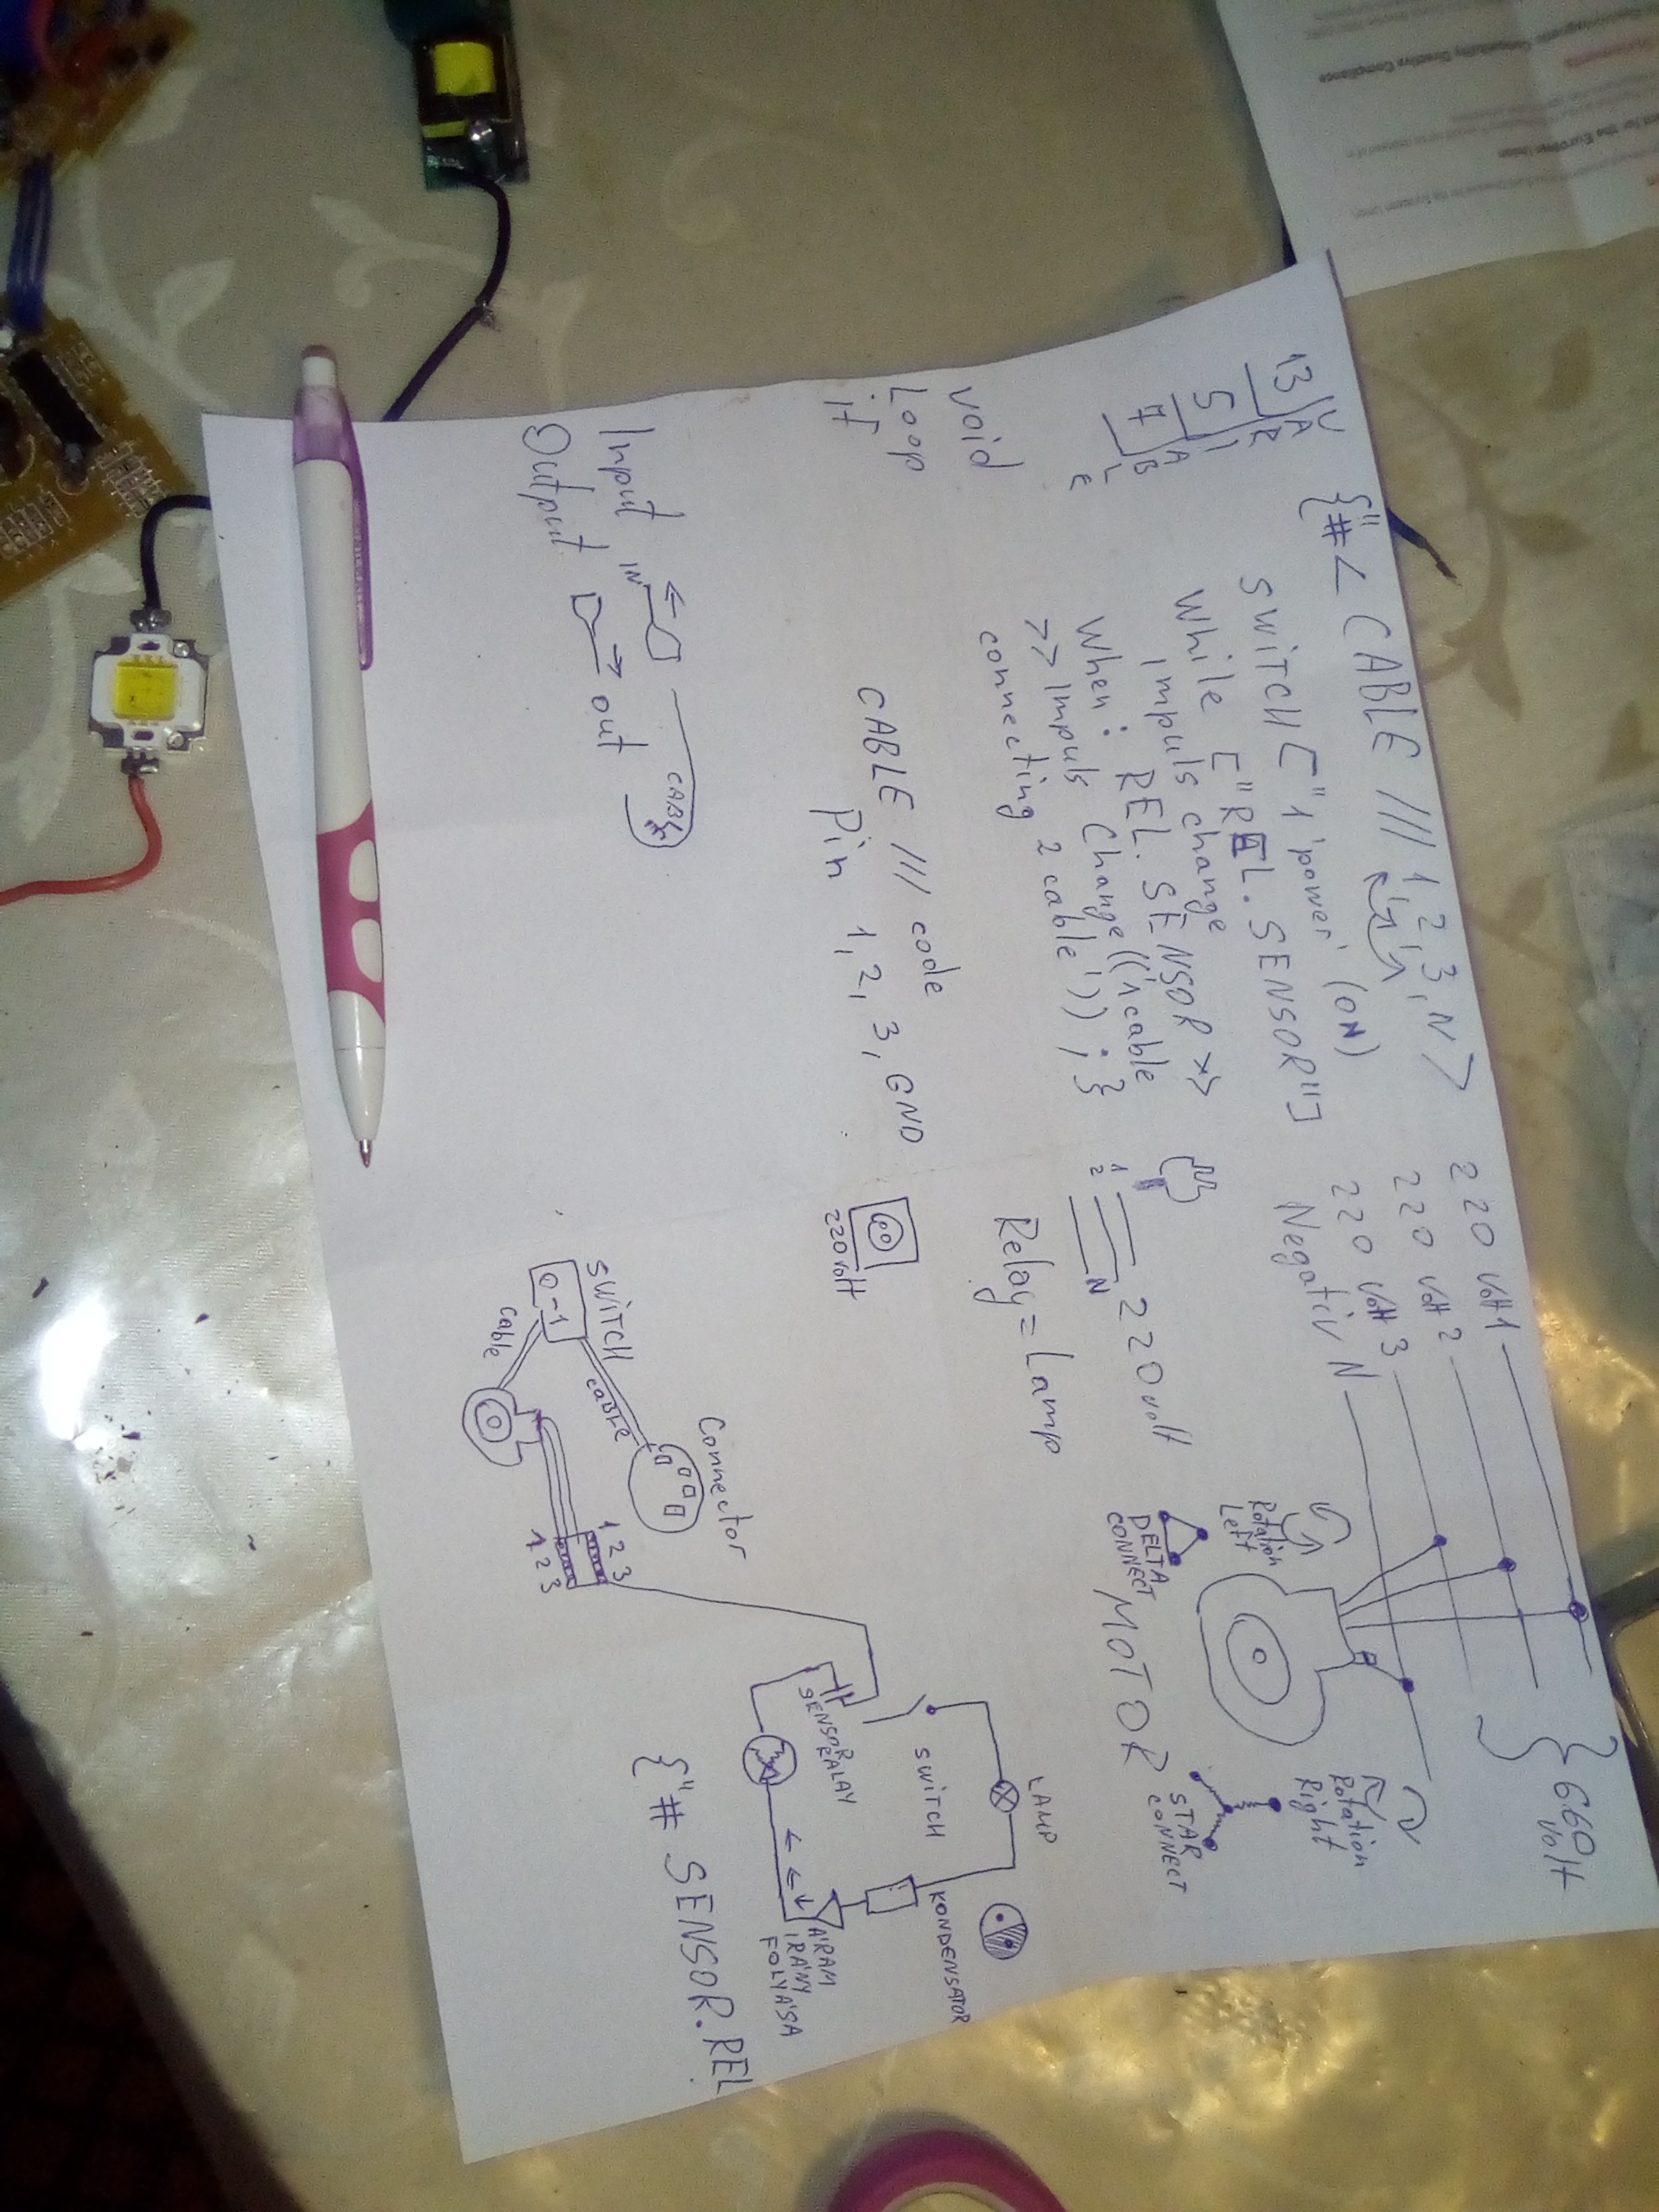 13
5
7
VARIABLE
void
Loop
if
Input
Output
IN
out
CABLE
{"#< CABLE /// 1, 2, 3, N >
SWITCH ["1 'power' (ON)
While ["REL. SENSOR"]
impuls change
When: REL. SENSOR >>
>> impuls change (('1 cable
connecting 2 cable')) ; }
CABLE /// code
Pin 1, 2, 3, GND
220 volt 1
220 volt 2
220 volt 3
Negativ N
660
volt
Rotation
Left
Rotation
Right
DELTA
CONNECT
MOTOR
STAR
CONNECT
1
2
N
220 volt
Relay = Lamp
220 volt
SWITCH
0-1
cable
CABLE
Connector
1 2 3
1 2 3
LAMP
SWITCH
SENSOR
RALAY
KONDENSATOR
ÁRAM
IRÁNY
FOLYÁSA
{"# SENSOR.REL